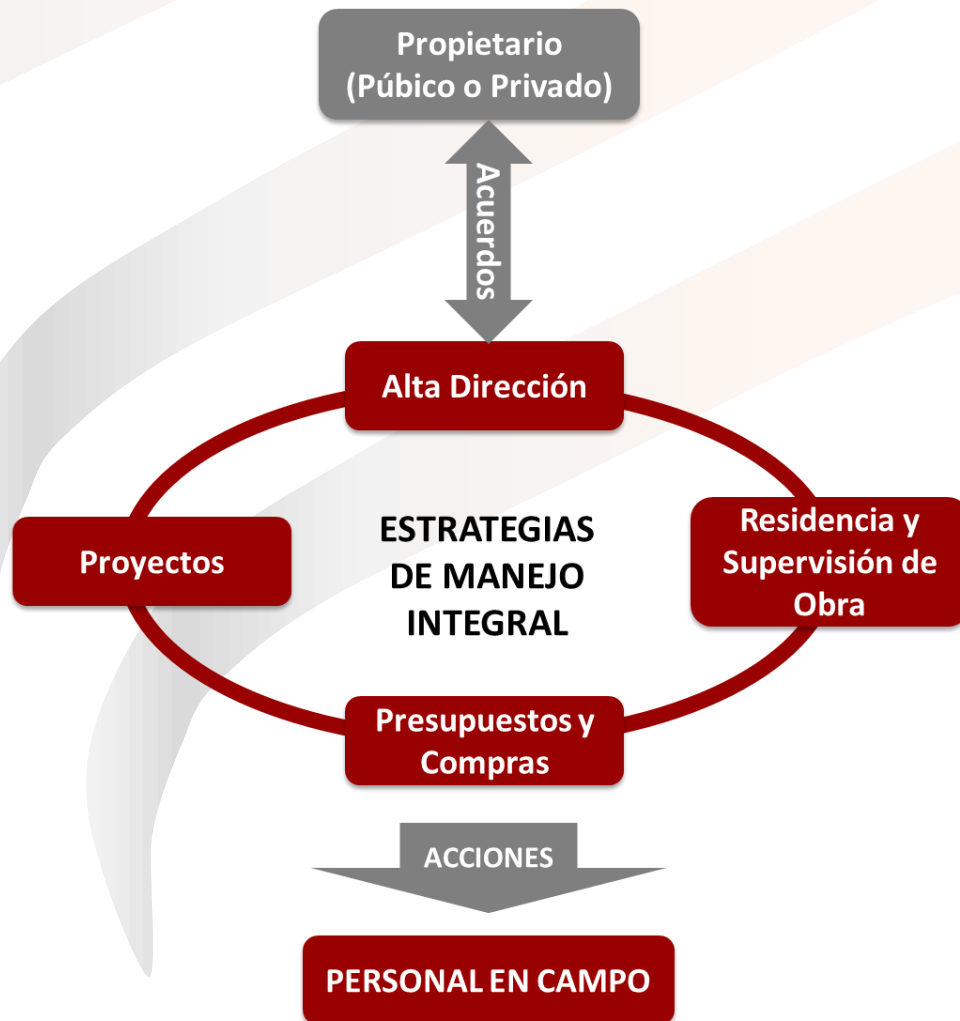 Propietario
(Púbico o Privado)
Acuerdos
Alta Dirección
Proyectos
ESTRATEGIAS
DE MANEJO
INTEGRAL
Residencia y
Supervisión de
Obra
Presupuestos y
Compras
ACCIONES
PERSONAL EN CAMPO